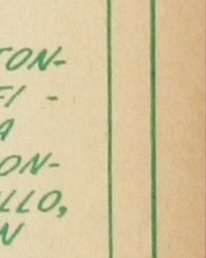 TON-
FI -
A
ON-
LLO,
N